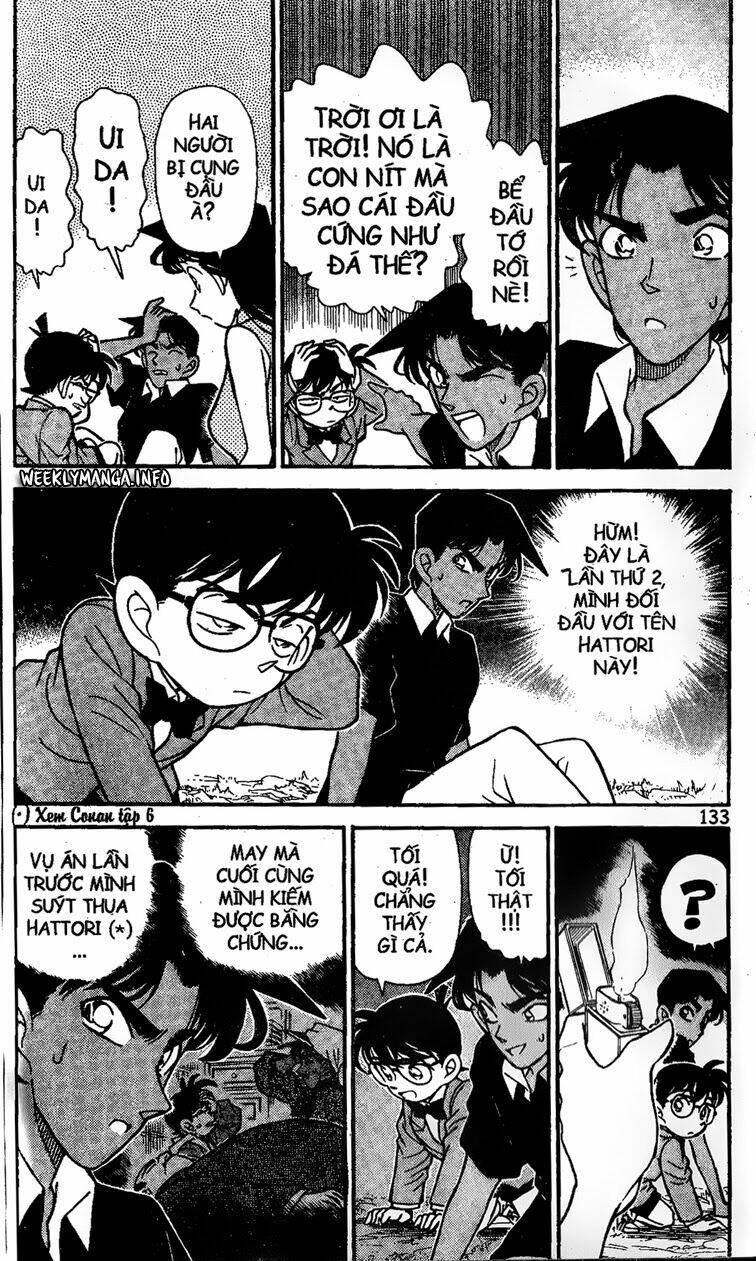 UI
DA!
UI
DA
!
HAI
NGƯỜI
BỊ CỤNG
ĐẦU
À?
TRỜI ƠI LÀ
TRỜI! NÓ LÀ
CON NÍT MÀ
SAO CÁI ĐẦU
CỨNG NHƯ
ĐÁ THẾ?
BỂ
ĐẦU
TỚ
RỒI
NÈ!
WEEKLYMANGA.INFO
HỪM!
ĐÂY LÀ
LẦN THỨ 2,
MÌNH ĐỐI
ĐẦU VỚI TÊN
HATTORI
NÀY!
(*) Xem Conan tập 6
133
VỤ ÁN LẦN
TRƯỚC MÌNH
SUÝT THUA
HATTORI (*)
...
MAY MÀ
CUỐI CÙNG
MÌNH KIẾM
ĐƯỢC BẰNG
CHỨNG...
TỐI
QUÁ!
CHẲNG
THẤY
GÌ CẢ.
Ừ!
TỐI
THẬT
!!!
?